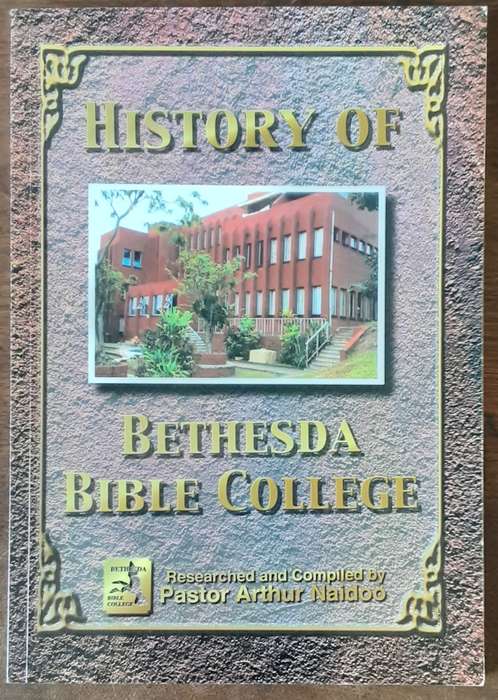 HISTORY OF
BETHESDA
BIBLE COLLEGE
BETHESDA
BIBLE
COLLEGE
Researched and Compiled by
Pastor Arthur Naidoo